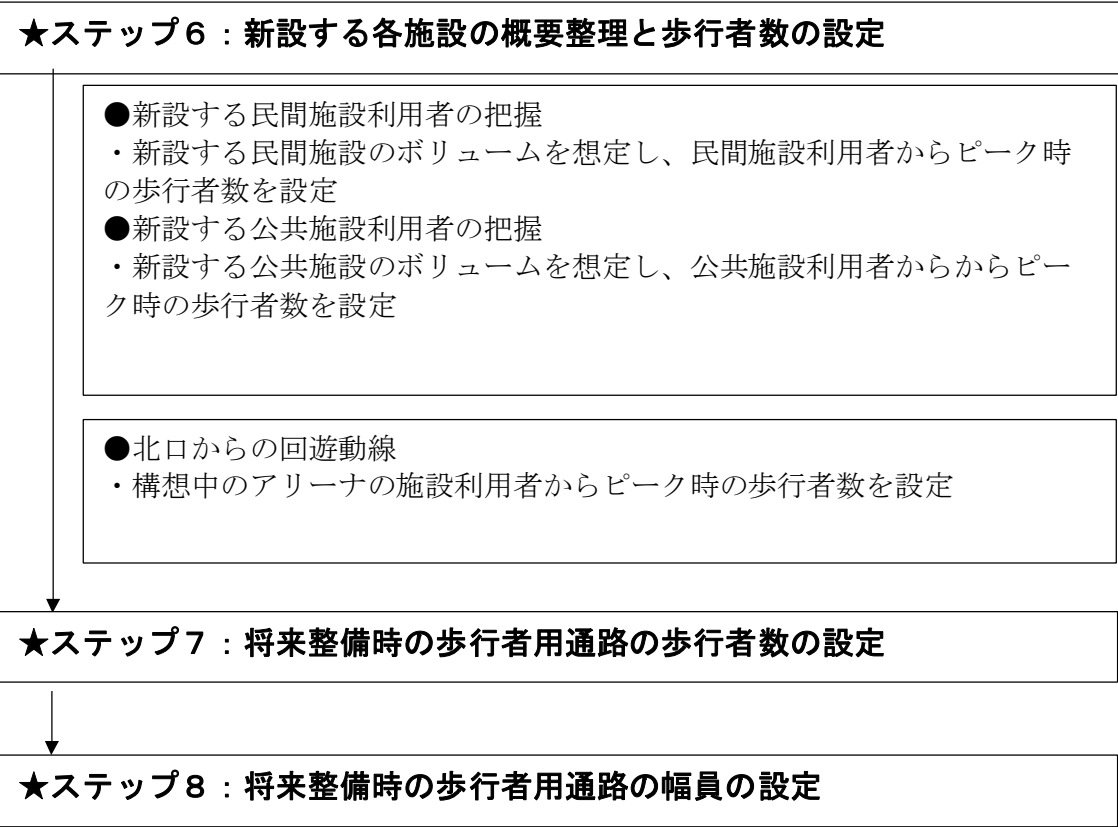 ★ステップ６：新設する各施設の概要整理と歩行者数の設定
●新設する民間施設利用者の把握
・新設する民間施設のボリュームを想定し、民間施設利用者からピーク時
の歩行者数を設定
●新設する公共施設利用者の把握
・新設する公共施設のボリュームを想定し、公共施設利用者からからピー
ク時の歩行者数を設定
●北口からの回遊動線
・構想中のアリーナの施設利用者からピーク時の歩行者数を設定
★ステップ７：将来整備時の歩行者用通路の歩行者数の設定
★ステップ８：将来整備時の歩行者用通路の幅員の設定